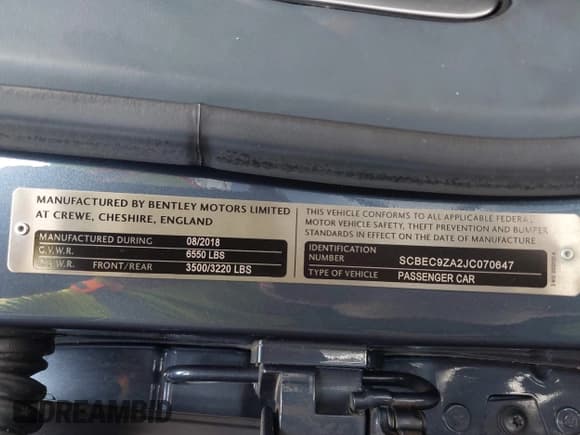 MANUFACTURED BY BENTLEY MOTORS LIMITED
AT CREWE, CHESHIRE, ENGLAND
MANUFACTURED DURING 08/2018
G.V.W.R. 6550 LBS
G.A.W.R. FRONT/REAR 3500/3220 LBS
THIS VEHICLE CONFORMS TO ALL APPLICABLE FEDERAL
MOTOR VEHICLE SAFETY, THEFT PREVENTION AND BUMPER
STANDARDS IN EFFECT ON THE DATE OF MANUFACTURE
IDENTIFICATION
NUMBER SCBEC9ZA2JC070647
TYPE OF VEHICLE PASSENGER CAR
DREAMBID